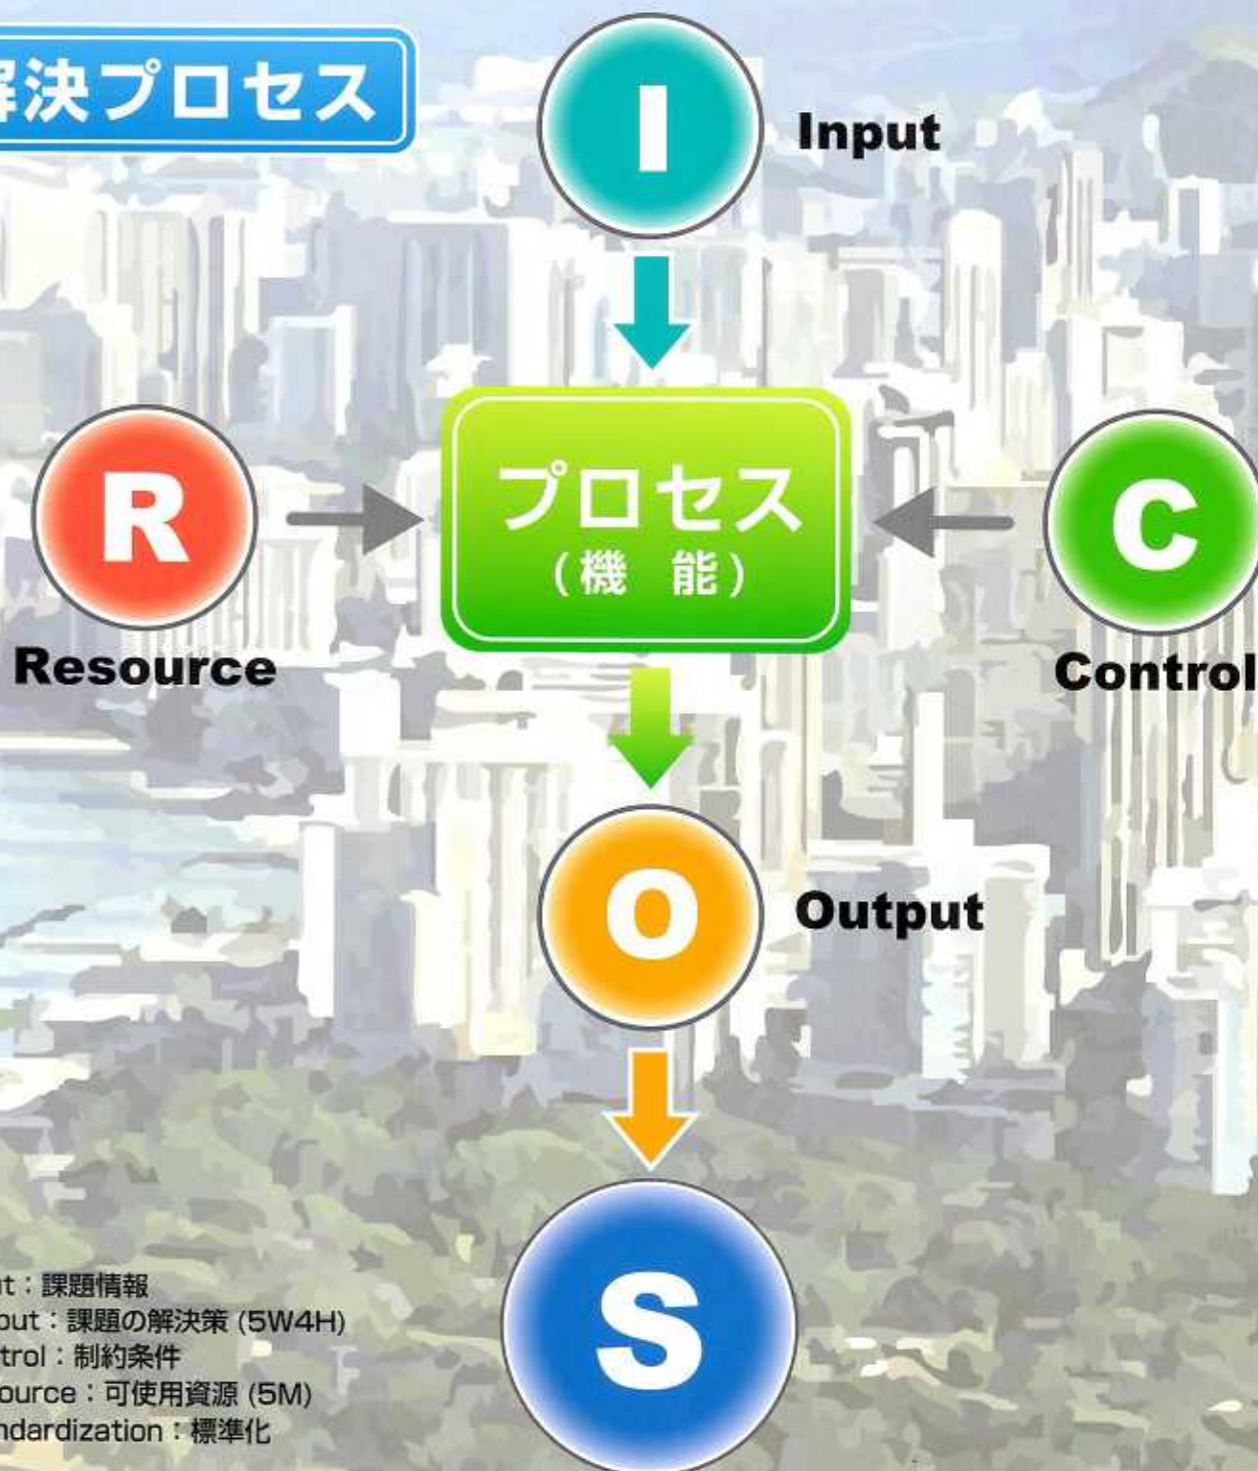 解決プロセス
I
Input
プロセス
(機 能)
R
Resource
C
Control
O
Output
S
ut：課題情報
put：課題の解決策 (5W4H)
trol：制約条件
ource：可使用資源 (5M)
ndardization：標準化